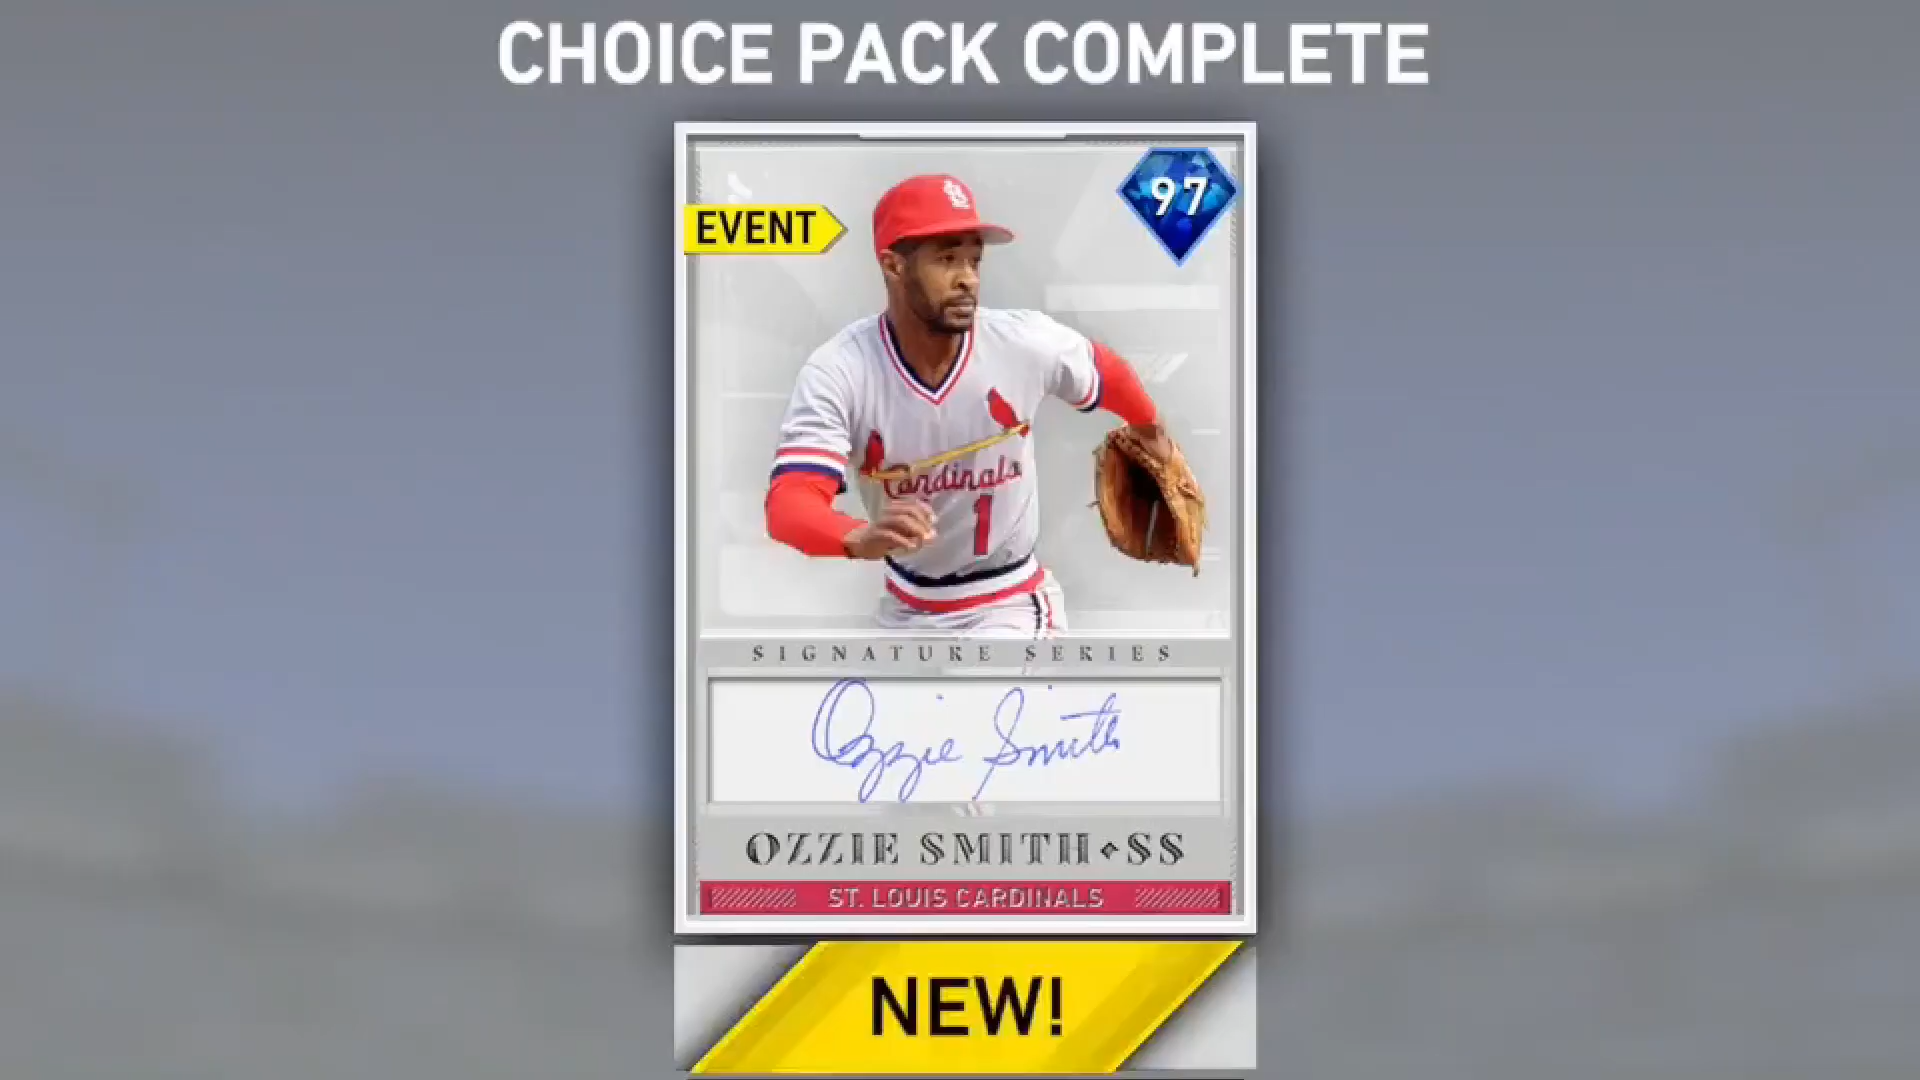 CHOICE PACK COMPLETE
97
EVENT
Cardinals
1
SIGNATURE SERIES
Ozzie Smith
OZZIE SMITH SS
ST. LOUIS CARDINALS
NEW!